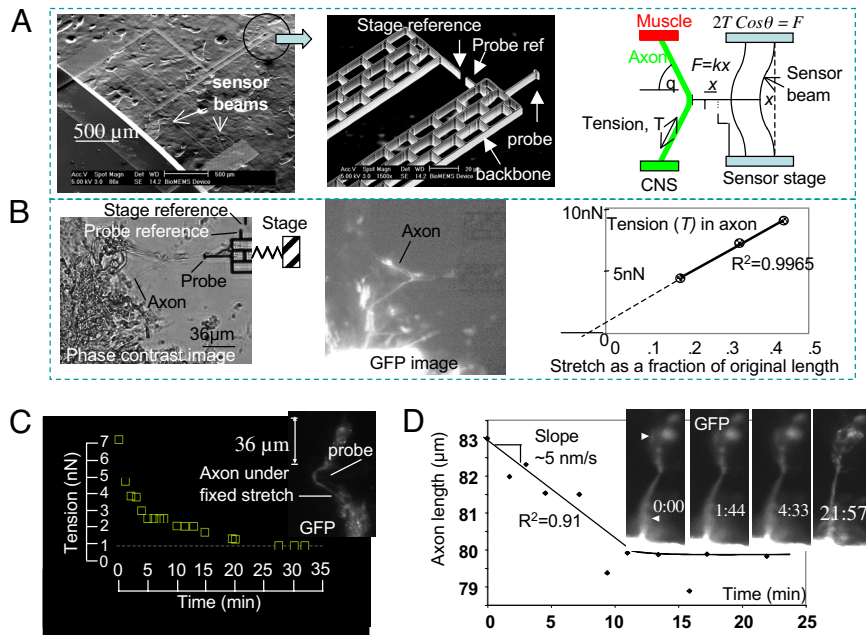 A
sensor
beams
500 µm
Acc.V Spot Magn Det WD 500 µm
5.00 kV 3.0 86x SE 14.2 BioMEMS Device
Stage reference
Probe ref
probe
backbone
Acc.V Spot Magn Det WD 20 µm
5.00 kV 3.0 1500x SE 14.2 BioMEMS Device
Muscle
Axon
q
Tension, T
CNS
2T Cosθ = F
F=kx
x
x
Sensor
beam
Sensor stage
B
Stage reference
Probe reference
Stage
Probe
Axon
36µm
Phase contrast image
Axon
GFP image
10nN
Tension (T) in axon
5nN
R²=0.9965
0 .1 .2 .3 .4 .5
Stretch as a fraction of original length
C
Tension (nN)
7
6
5
4
3
2
1
1
0 5 10 15 20 25 30 35
Time (min)
36 µm
probe
Axon under
fixed stretch
GFP
D
Axon length (µm)
83
82
81
80
79
Slope
~5 nm/s
R²=0.91
GFP
0:00
1:44
4:33
21:57
Time (min)
0 5 10 15 20 25